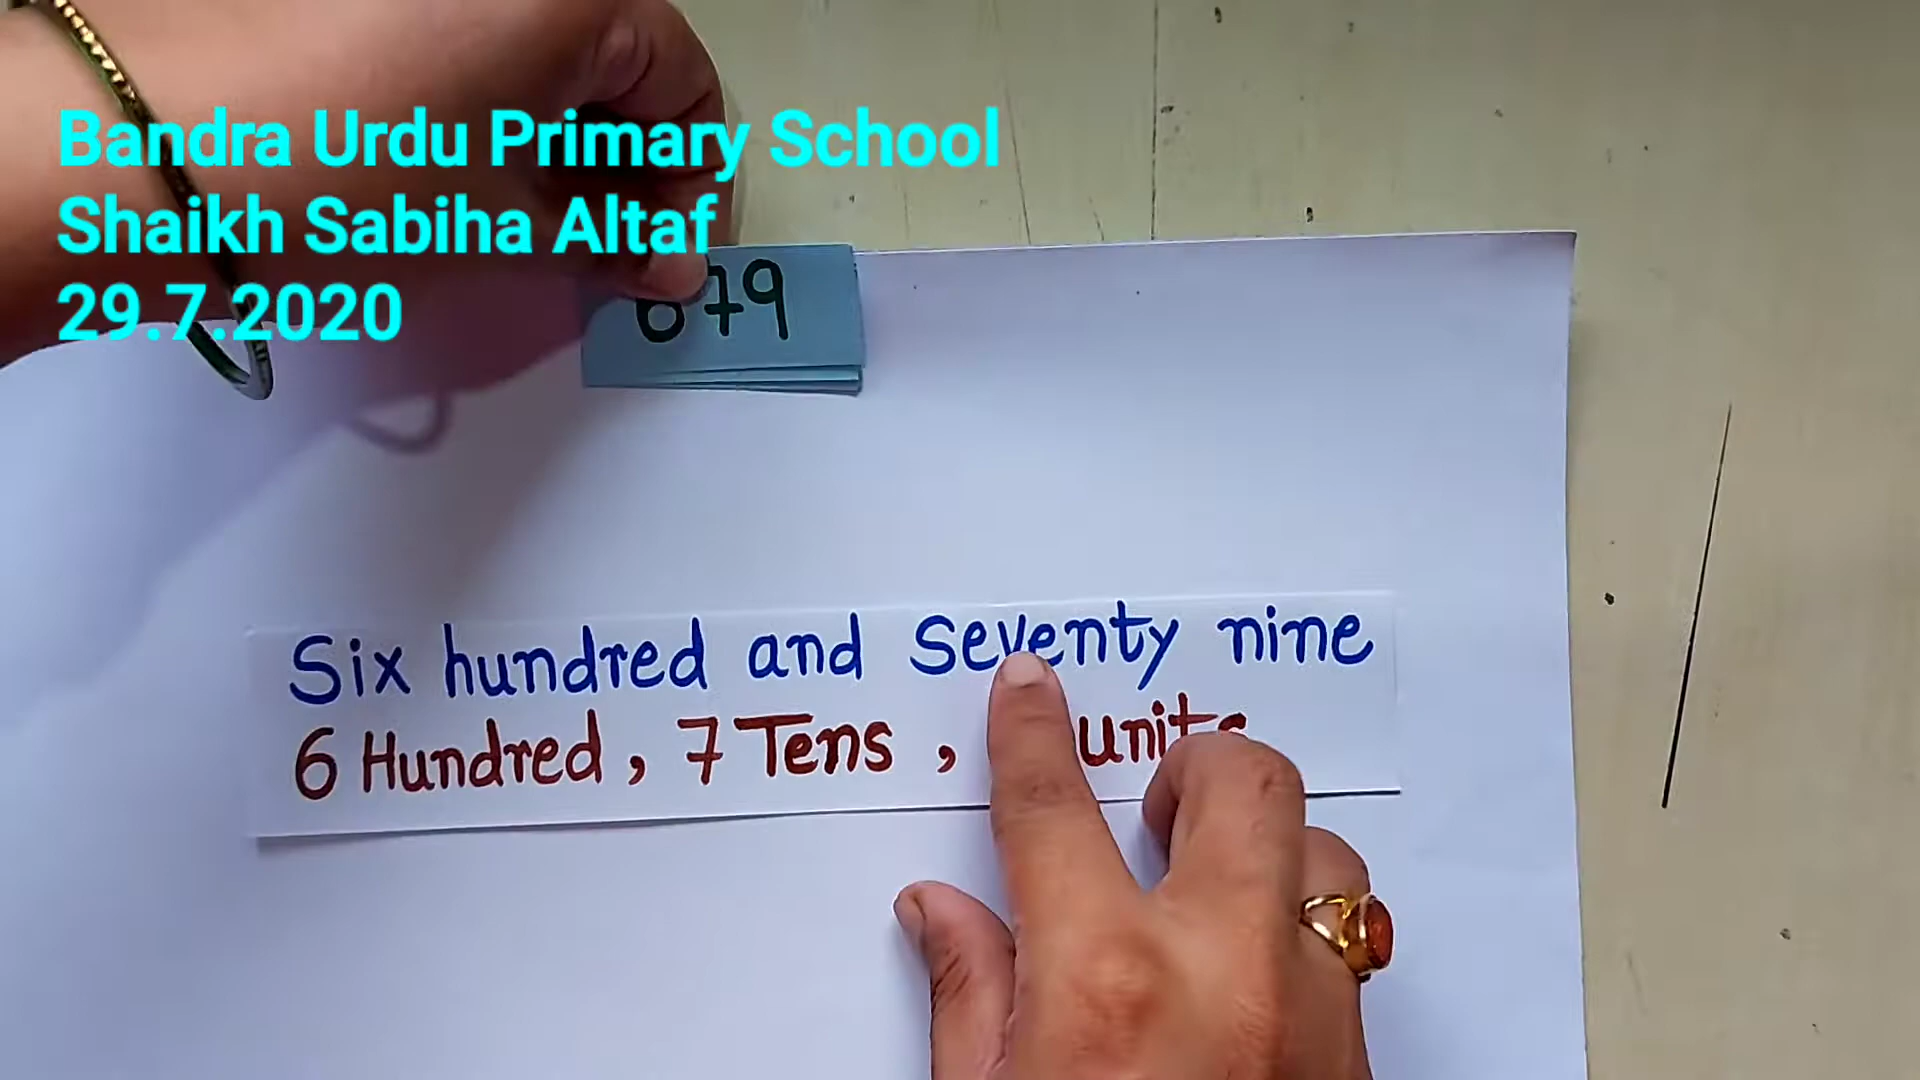 Bandra Urdu Primary School
Shaikh Sabiha Altaf
29.7.2020
679
Six hundred and Seventy nine
6 Hundred, 7 Tens, units